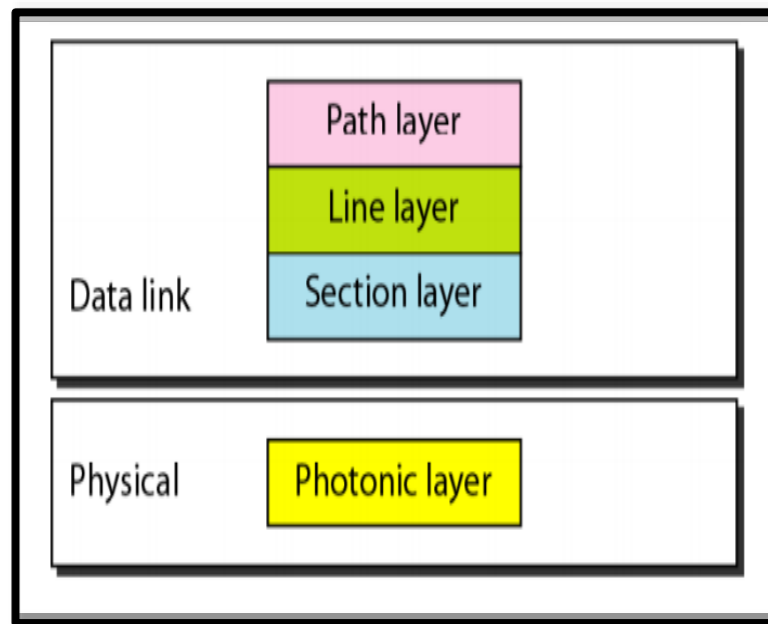 Path layer
Line layer
Section layer
Data link
Physical
Photonic layer